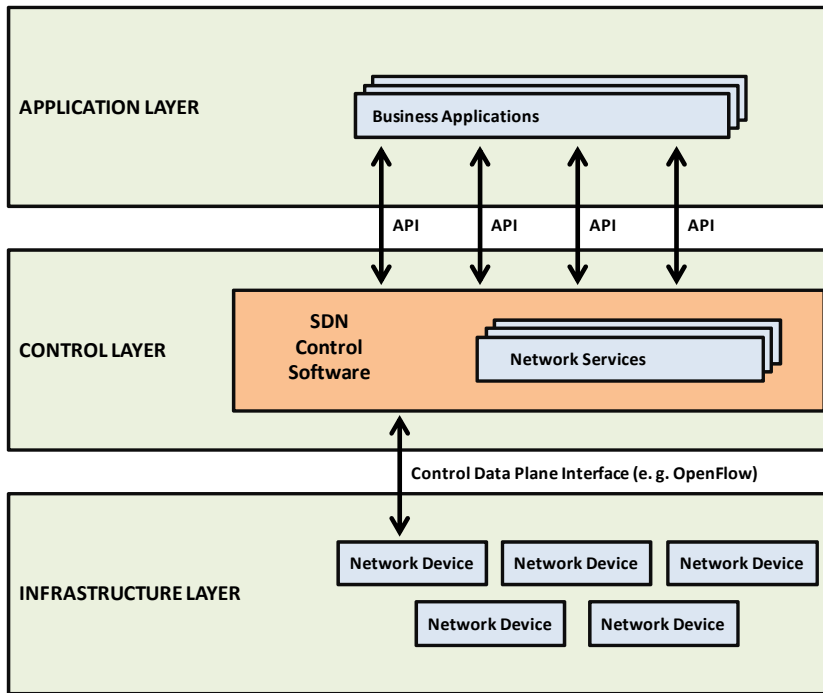 APPLICATION LAYER
Business Applications
API
API
API
API
CONTROL LAYER
SDN
Control
Software
Network Services
Control Data Plane Interface (e. g. OpenFlow)
INFRASTRUCTURE LAYER
Network Device
Network Device
Network Device
Network Device
Network Device